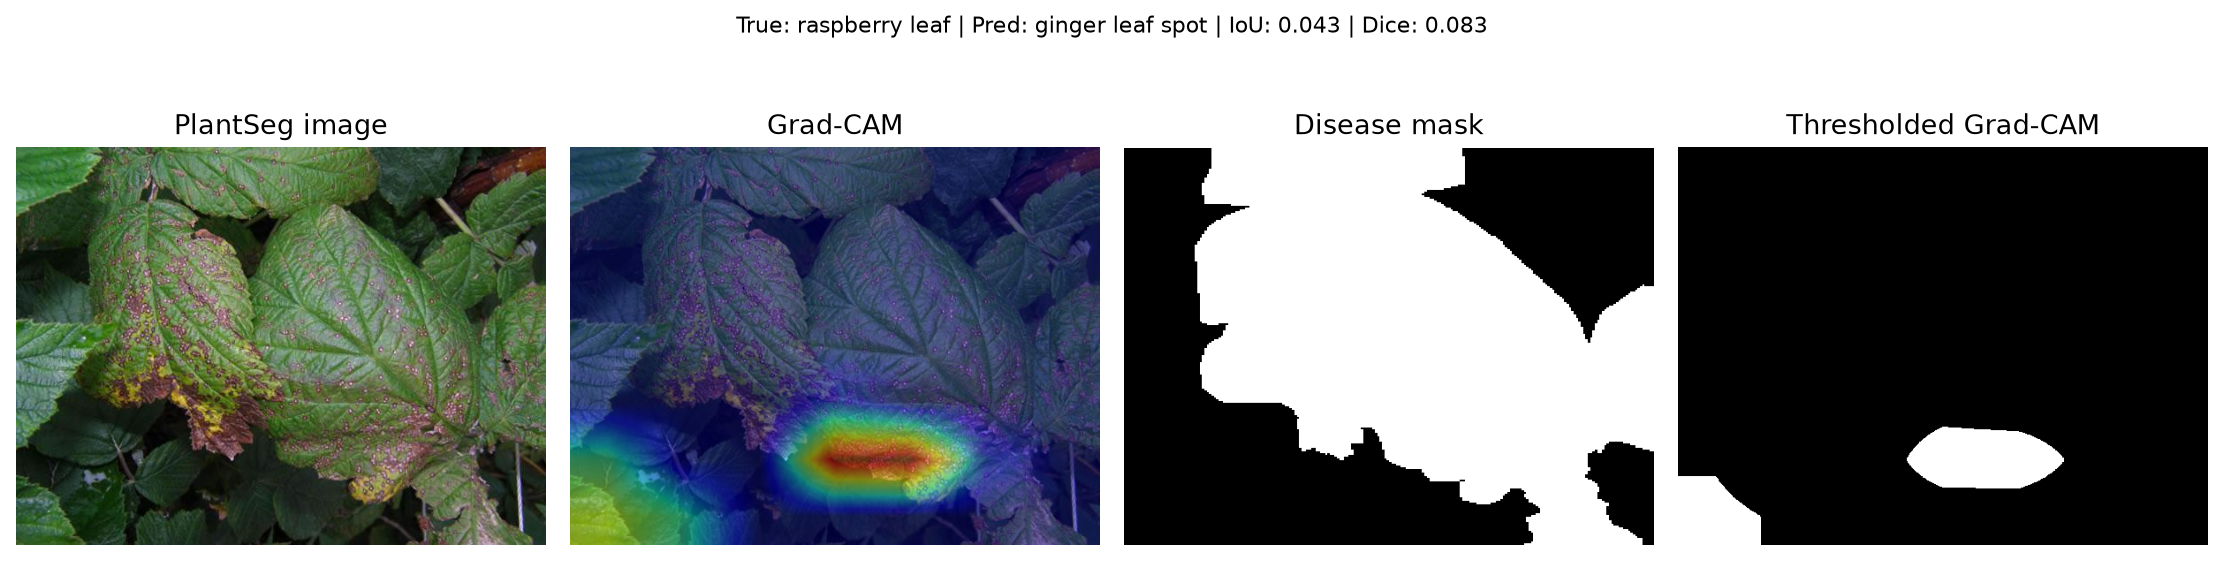 True: raspberry leaf | Pred: ginger leaf spot | IoU: 0.043 | Dice: 0.083
PlantSeg image
Grad-CAM
Disease mask
Thresholded Grad-CAM